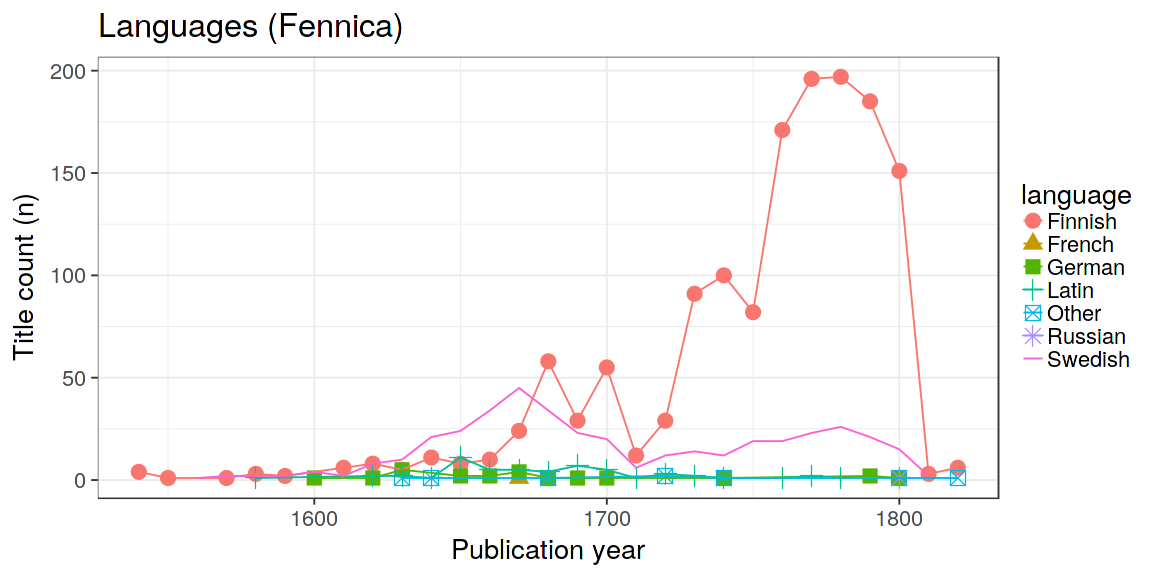 Languages (Fennica)
Title count (n)
200
150
100
50
0
1600
1700
1800
Publication year
language
Finnish
French
German
Latin
Other
Russian
Swedish